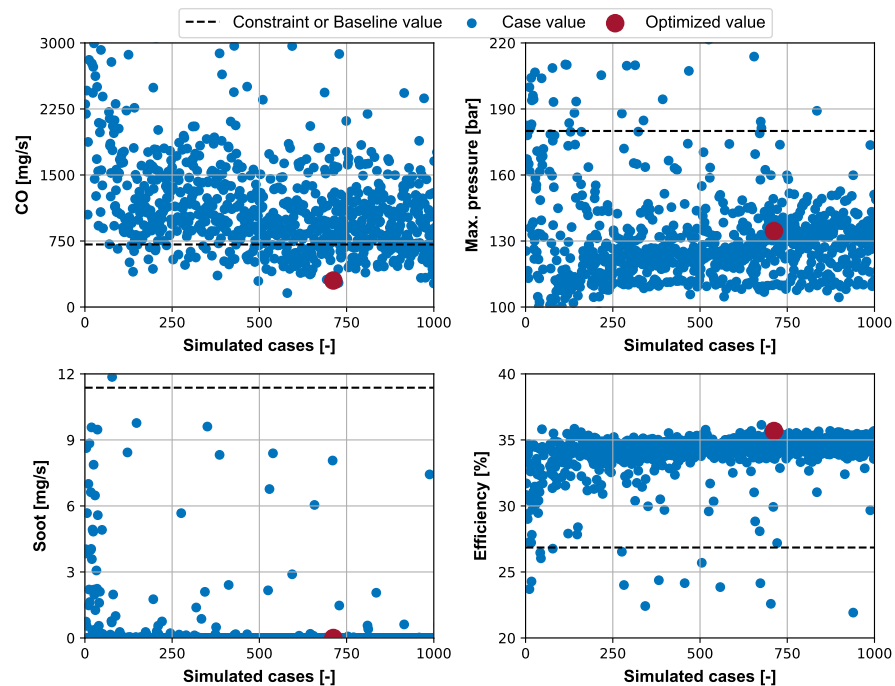 Constraint or Baseline value Case value Optimized value
3000
2250
1500
750
0
CO [mg/s]
0 250 500 750 1000
Simulated cases [-]
220
190
160
130
100
Max. pressure [bar]
0 250 500 750 1000
Simulated cases [-]
12
9
6
3
0
Soot [mg/s]
0 250 500 750 1000
Simulated cases [-]
40
35
30
25
20
Efficiency [%]
0 250 500 750 1000
Simulated cases [-]